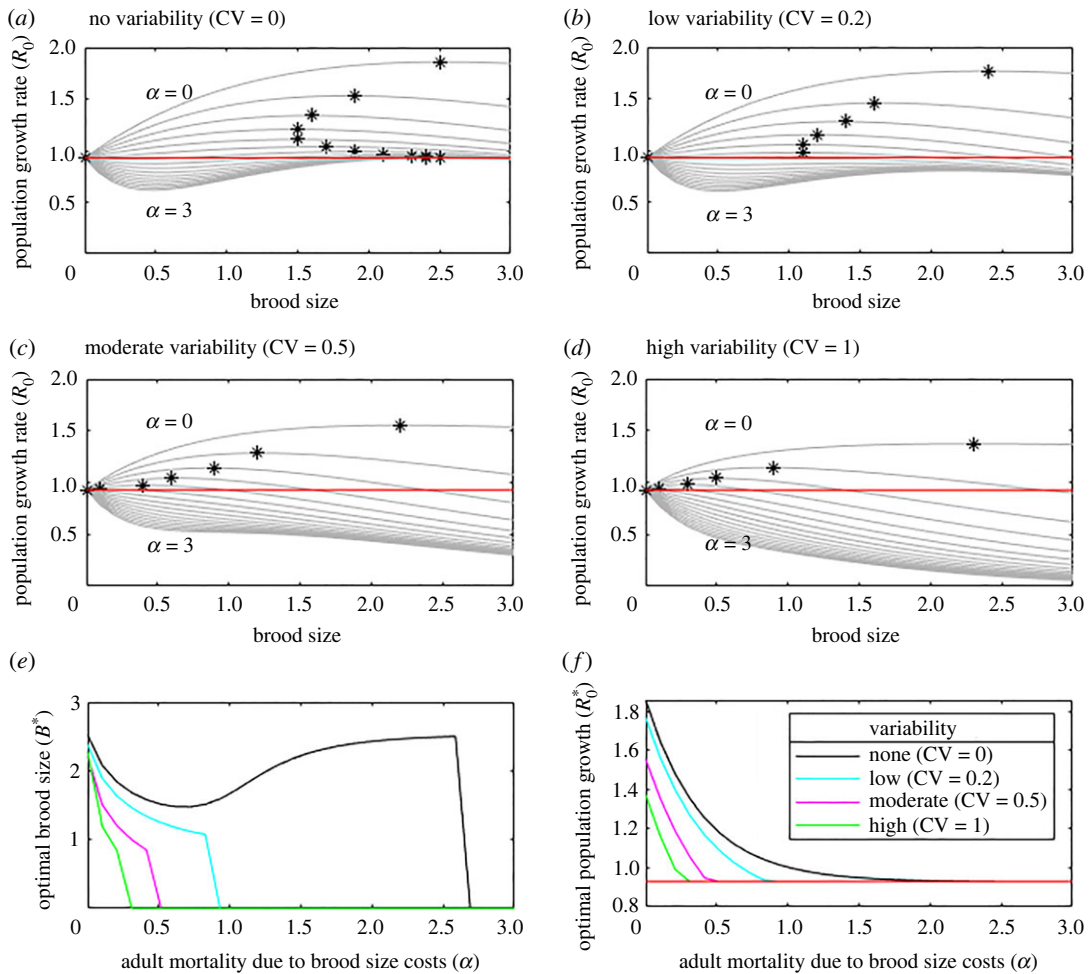 (a) no variability (CV = 0)
population growth rate (R0)
2.0
1.5
1.0
0.5
α = 0
α = 3
0 0.5 1.0 1.5 2.0 2.5 3.0
brood size
(b) low variability (CV = 0.2)
population growth rate (R0)
2.0
1.5
1.0
0.5
α = 0
α = 3
0 0.5 1.0 1.5 2.0 2.5 3.0
brood size
(c) moderate variability (CV = 0.5)
population growth rate (R0)
2.0
1.5
1.0
0.5
α = 0
α = 3
0 0.5 1.0 1.5 2.0 2.5 3.0
brood size
(d) high variability (CV = 1)
population growth rate (R0)
2.0
1.5
1.0
0.5
α = 0
α = 3
0 0.5 1.0 1.5 2.0 2.5 3.0
brood size
(e)
optimal brood size (B*)
3
2
1
0 0.5 1.0 1.5 2.0 2.5 3.0
adult mortality due to brood size costs (α)
(f)
optimal population growth (R0*)
1.8
1.6
1.4
1.2
1.0
0.8
variability
none (CV = 0)
low (CV = 0.2)
moderate (CV = 0.5)
high (CV = 1)
0 0.5 1.0 1.5 2.0 2.5 3.0
adult mortality due to brood size costs (α)